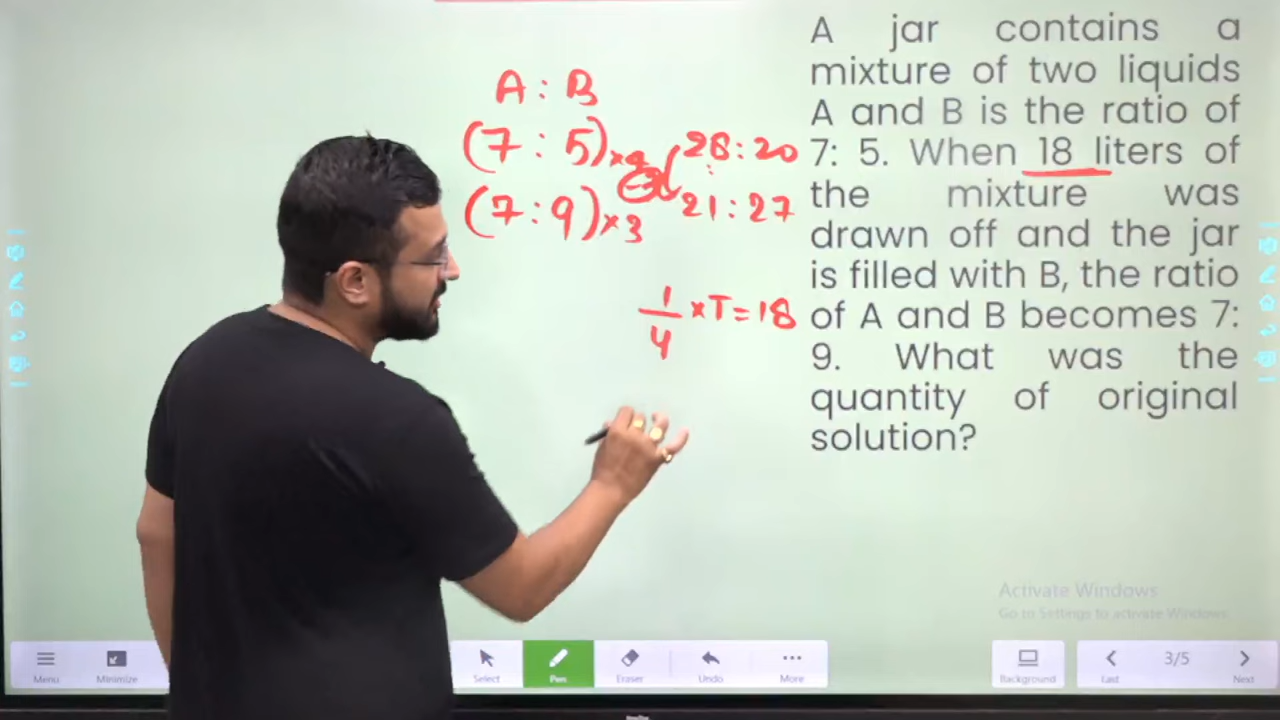 A : B
(7 : 5)×4 28 : 20
(7 : 9)×3 21 : 27
1/4 × T = 18
A jar contains a
mixture of two liquids
A and B is the ratio of
7: 5. When 18 liters of
the mixture was
drawn off and the jar
is filled with B, the ratio
of A and B becomes 7:
9. What was the
quantity of original
solution?
Activate Windows
Go to Settings to activate Windows.
Menu
Minimize
Select
Pen
Eraser
Undo
More
Background
Last
3/5
Next